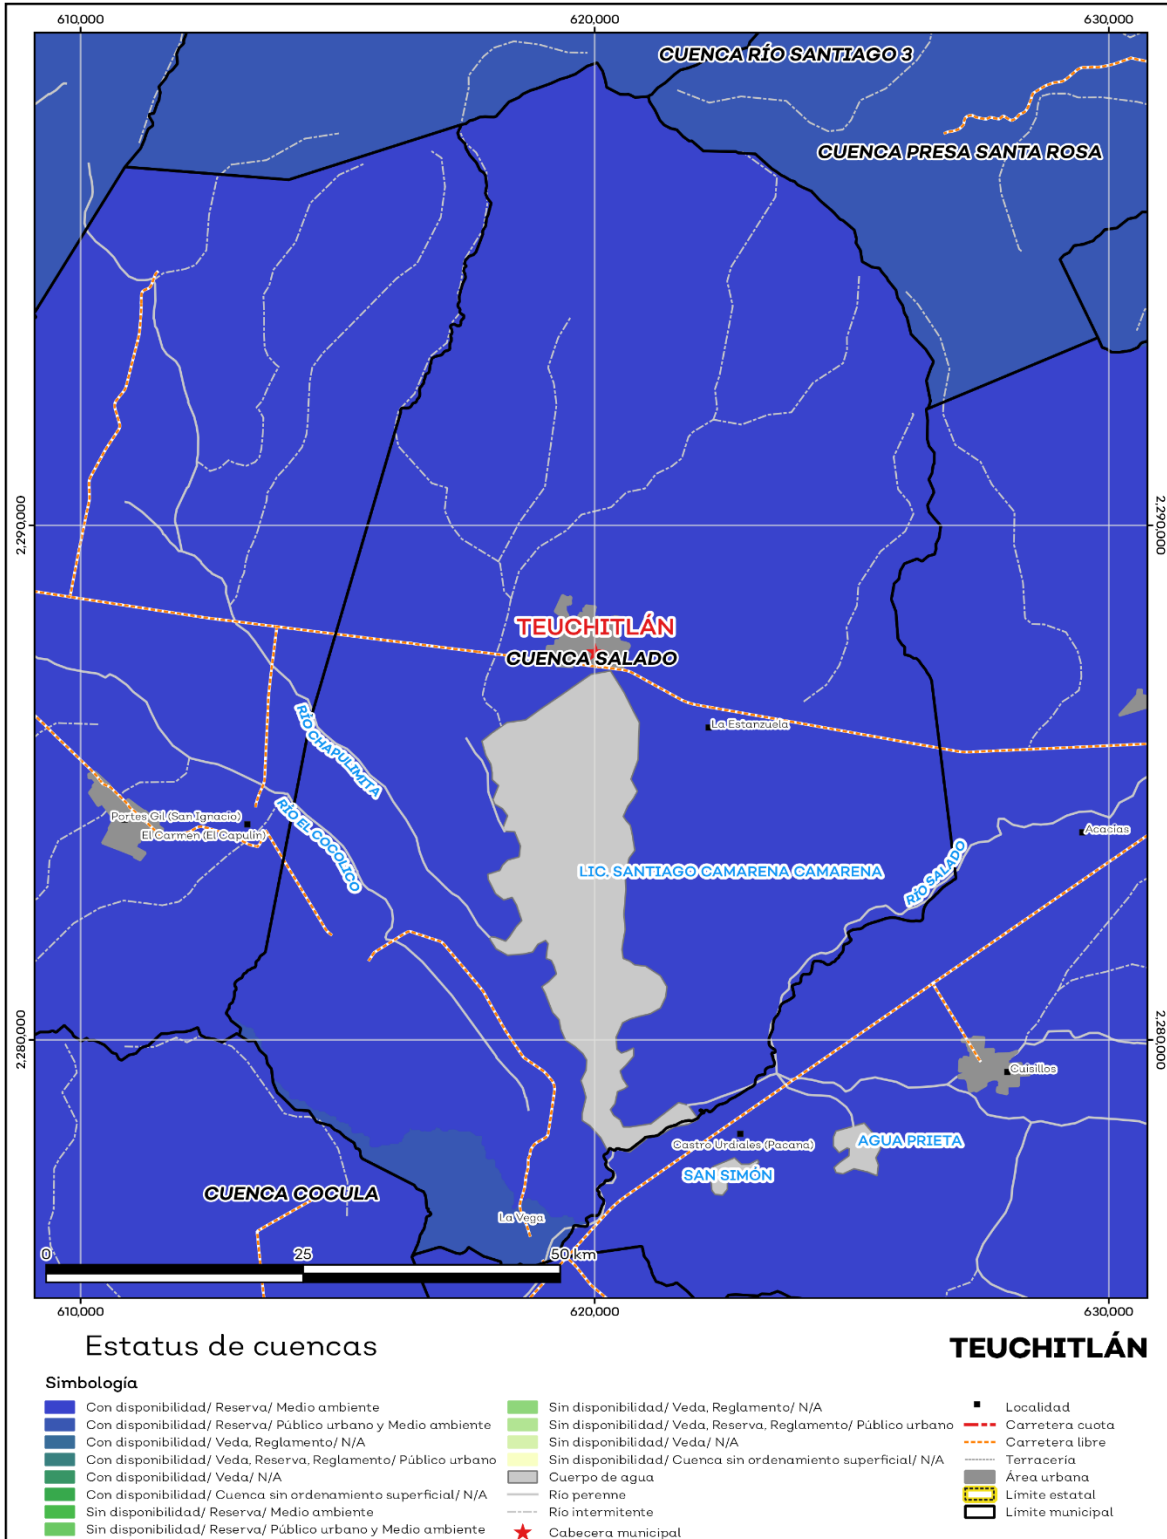 610,000
620,000
630,000
CUENCA RÍO SANTIAGO 3
CUENCA PRESA SANTA ROSA
2,290,000
2,290,000
TEUCHITLÁN
CUENCA SALADO
La Estanzuela
RÍO CHAPULIMITA
RÍO EL COCOLICO
Portes Gil (San Ignacio)
El Carmen (El Capulín)
Acacias
LIC. SANTIAGO CAMARENA CAMARENA
RÍO SALADO
2,280,000
2,280,000
Cuisillos
Castro Urdiales (Pacana)
AGUA PRIETA
SAN SIMÓN
CUENCA COCULA
La Vega
0
25
50 km
610,000
620,000
630,000
Estatus de cuencas
TEUCHITLÁN
Simbología
Con disponibilidad/ Reserva/ Medio ambiente
Con disponibilidad/ Reserva/ Público urbano y Medio ambiente
Con disponibilidad/ Veda, Reglamento/ N/A
Con disponibilidad/ Veda, Reserva, Reglamento/ Público urbano
Con disponibilidad/ Veda/ N/A
Con disponibilidad/ Cuenca sin ordenamiento superficial/ N/A
Sin disponibilidad/ Reserva/ Medio ambiente
Sin disponibilidad/ Reserva/ Público urbano y Medio ambiente
Sin disponibilidad/ Veda, Reglamento/ N/A
Sin disponibilidad/ Veda, Reserva, Reglamento/ Público urbano
Sin disponibilidad/ Veda/ N/A
Sin disponibilidad/ Cuenca sin ordenamiento superficial/ N/A
Cuerpo de agua
Río perenne
Río intermitente
Cabecera municipal
Localidad
Carretera cuota
Carretera libre
Terracería
Área urbana
Límite estatal
Límite municipal